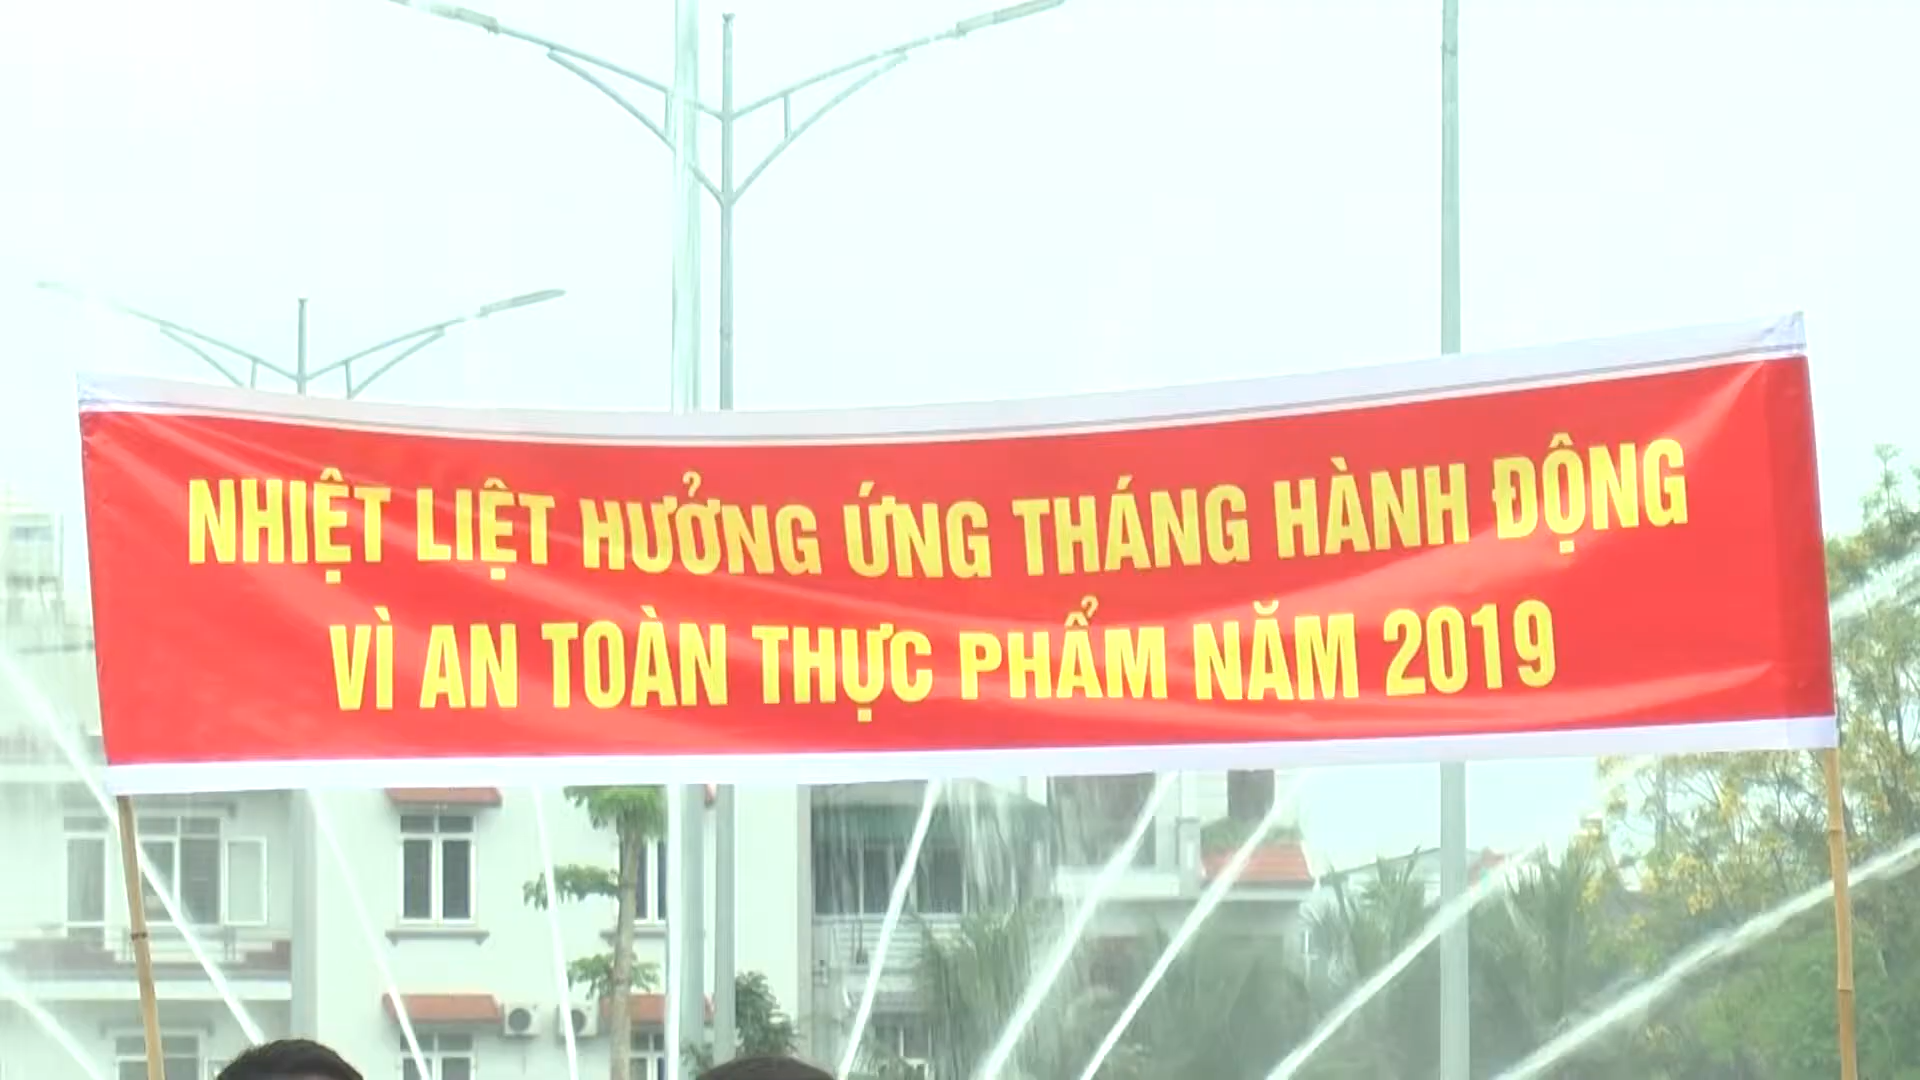 NHIỆT LIỆT HƯỞNG ỨNG THÁNG HÀNH ĐỘNG
VÌ AN TOÀN THỰC PHẨM NĂM 2019